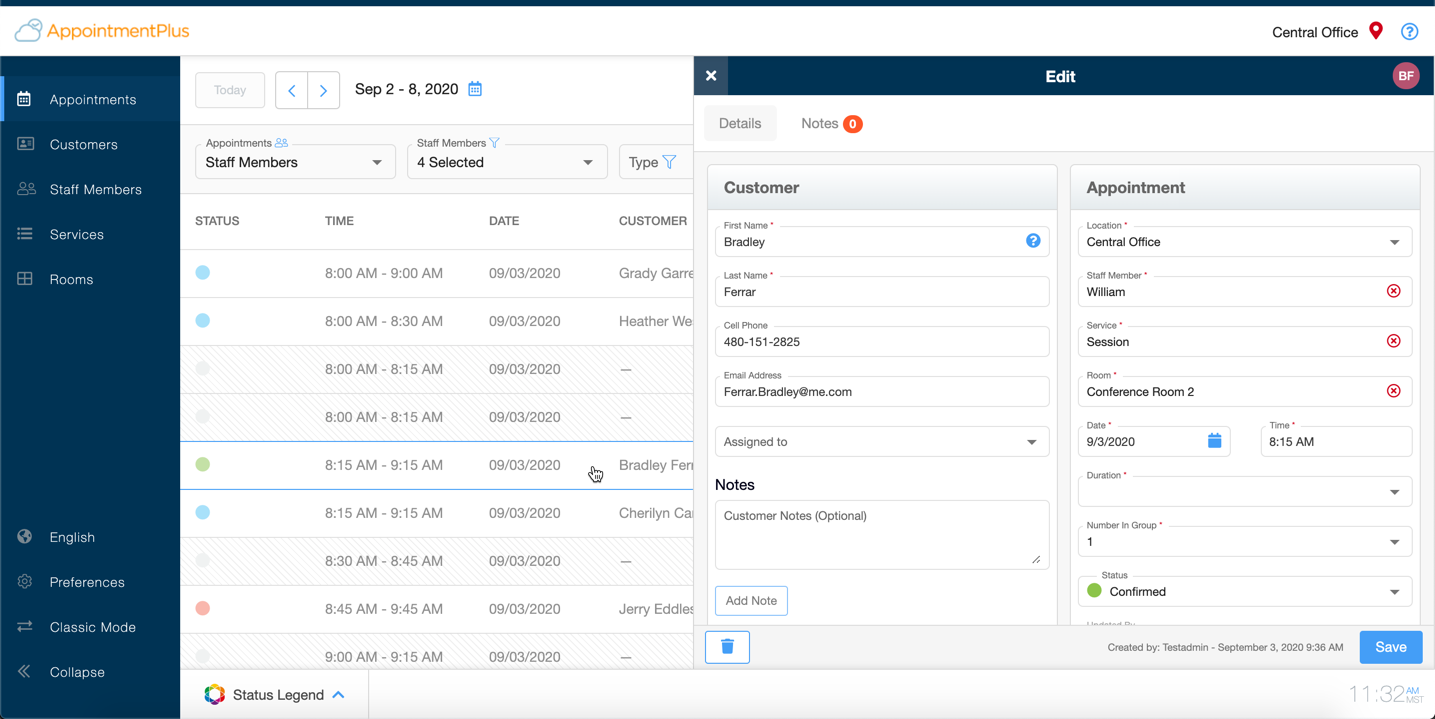 AppointmentPlus
Central Office
Appointments
Customers
Staff Members
Services
Rooms
English
Preferences
Classic Mode
Collapse
Today
Sep 2 - 8, 2020
Appointments
Staff Members
Staff Members
4 Selected
Type
STATUS TIME DATE CUSTOMER
8:00 AM - 9:00 AM 09/03/2020 Grady Garre
8:00 AM - 8:30 AM 09/03/2020 Heather We
8:00 AM - 8:15 AM 09/03/2020 —
8:00 AM - 8:15 AM 09/03/2020 —
8:15 AM - 9:15 AM 09/03/2020 Bradley Fer
8:15 AM - 9:15 AM 09/03/2020 Cherilyn Ca
8:30 AM - 8:45 AM 09/03/2020 —
8:45 AM - 9:45 AM 09/03/2020 Jerry Eddles
9:00 AM - 9:15 AM 09/03/2020 —
Status Legend
Edit
BF
Details
Notes 0
Customer
First Name *
Bradley
Last Name *
Ferrar
Cell Phone
480-151-2825
Email Address
Ferrar.Bradley@me.com
Assigned to
Notes
Customer Notes (Optional)
Add Note
Appointment
Location *
Central Office
Staff Member *
William
Service *
Session
Room *
Conference Room 2
Date *
9/3/2020
Time *
8:15 AM
Duration *
Number In Group *
1
Status
Confirmed
Updated By
Created by: Testadmin - September 3, 2020 9:36 AM
Save
11:32 AM MST